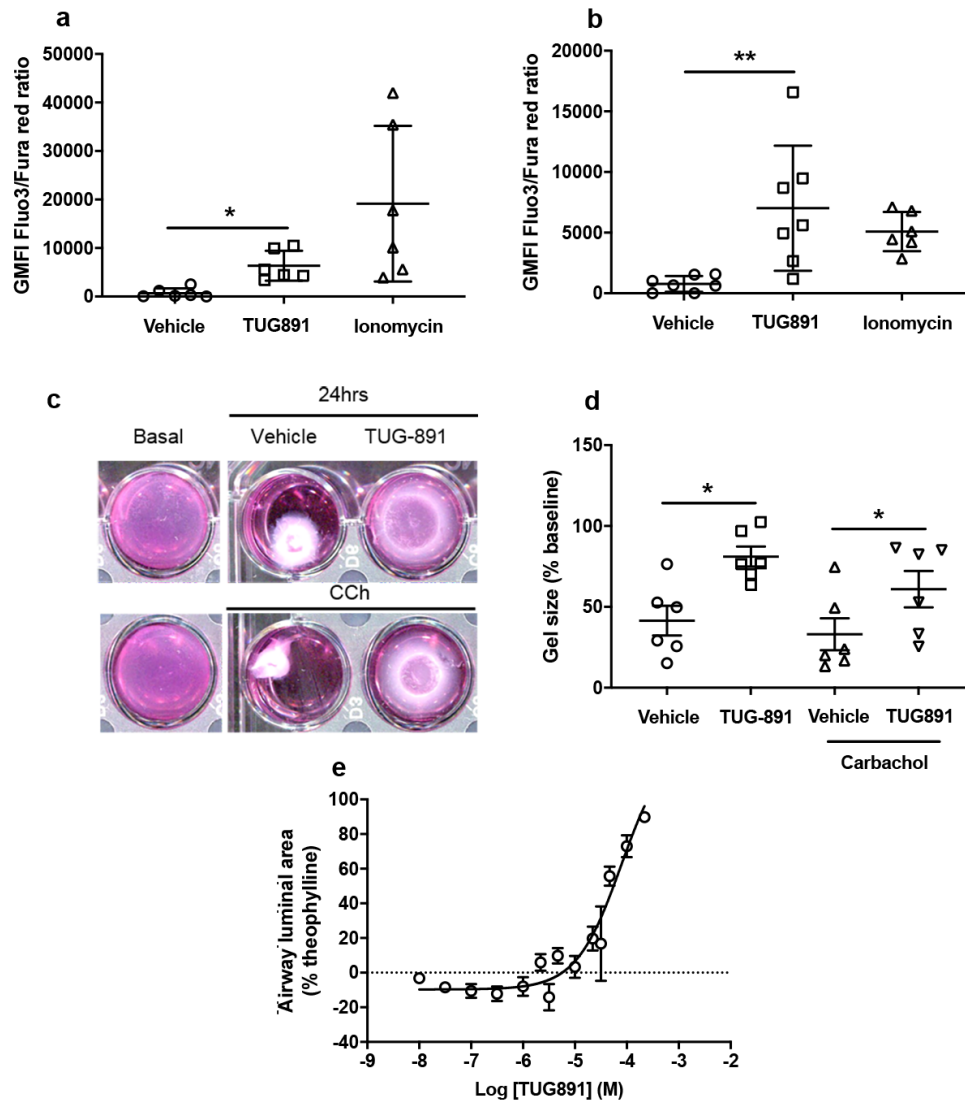 a
GMFI Fluo3/Fura red ratio
50000
40000
30000
20000
10000
0
*
Vehicle
TUG891
Ionomycin
b
GMFI Fluo3/Fura red ratio
20000
15000
10000
5000
0
**
Vehicle
TUG891
Ionomycin
c
24hrs
Basal
Vehicle
TUG-891
CCh
D3
d
Gel size (% baseline)
150
100
50
0
*
*
Vehicle
TUG-891
Vehicle
TUG891
Carbachol
e
Airway luminal area
(% theophylline)
100
80
60
40
20
0
-20
-40
-9
-8
-7
-6
-5
-4
-3
-2
Log [TUG891] (M)